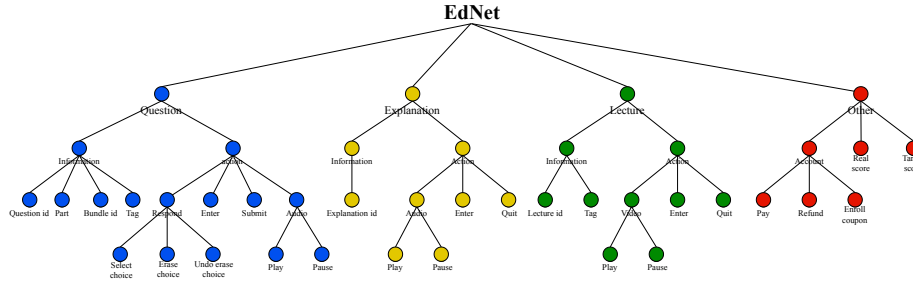 EdNet
Question
Explanation
Lecture
Other
Information
action
Information
Action
Information
Action
Account
Real
score
Question id
Part
Bundle id
Tag
Respond
Enter
Submit
Audio
Explanation id
Audio
Enter
Quit
Lecture id
Tag
Video
Enter
Quit
Pay
Refund
Enroll
coupon
Select
choice
Erase
choice
Undo erase
choice
Play
Pause
Play
Pause
Play
Pause